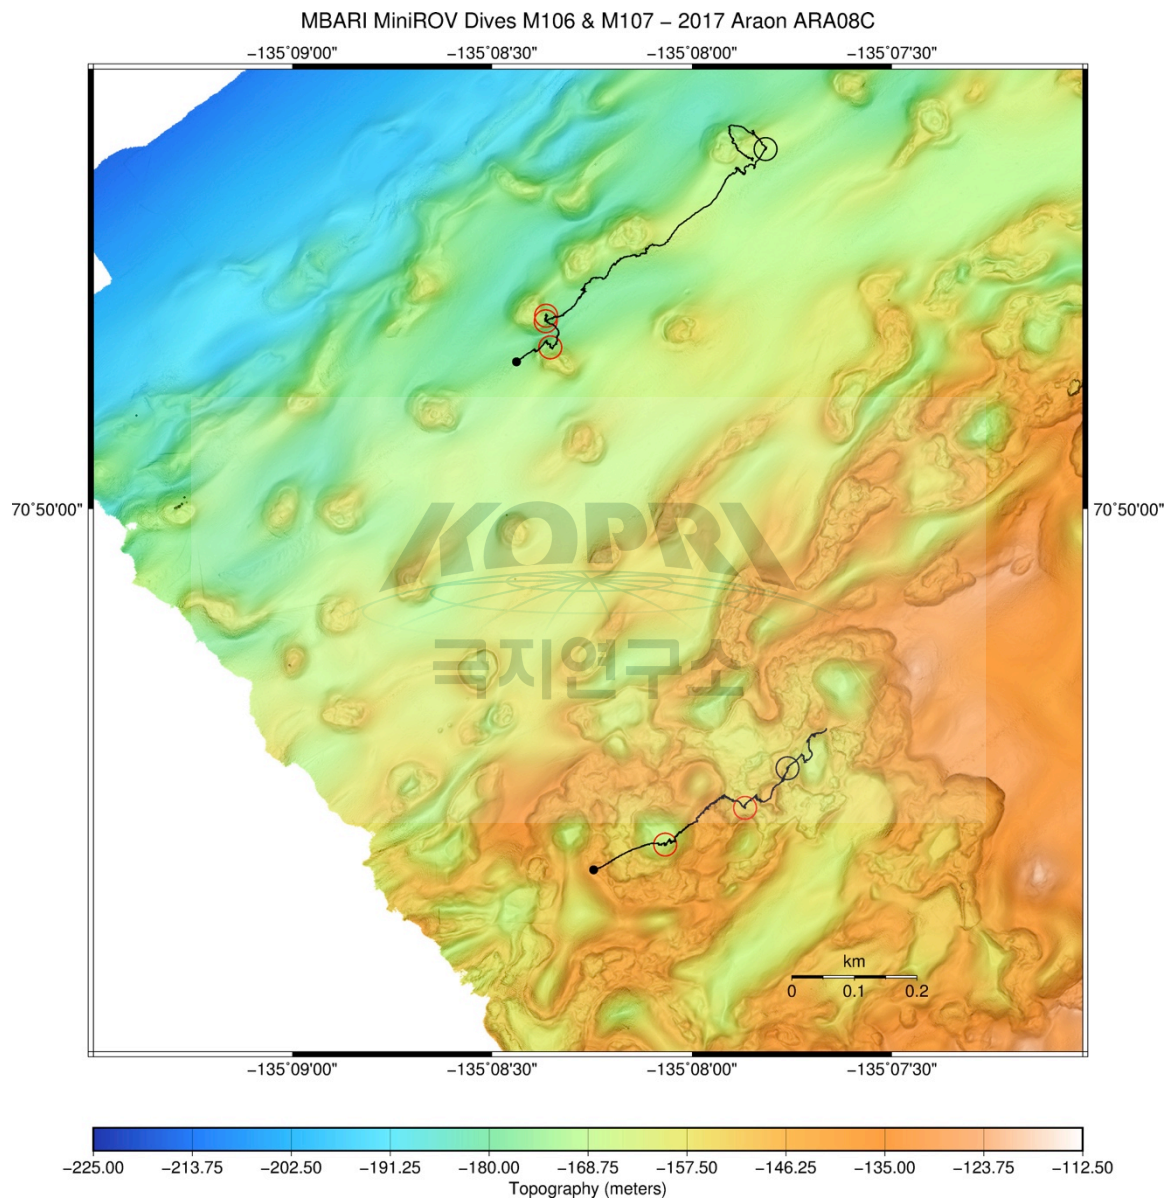 MBARI MiniROV Dives M106 & M107 – 2017 Araon ARA08C
−135°09'00" −135°08'30" −135°08'00" −135°07'30"
70°50'00" 70°50'00"
KOPRI
극지연구소
km
0 0.1 0.2
−135°09'00" −135°08'30" −135°08'00" −135°07'30"
−225.00 −213.75 −202.50 −191.25 −180.00 −168.75 −157.50 −146.25 −135.00 −123.75 −112.50
Topography (meters)